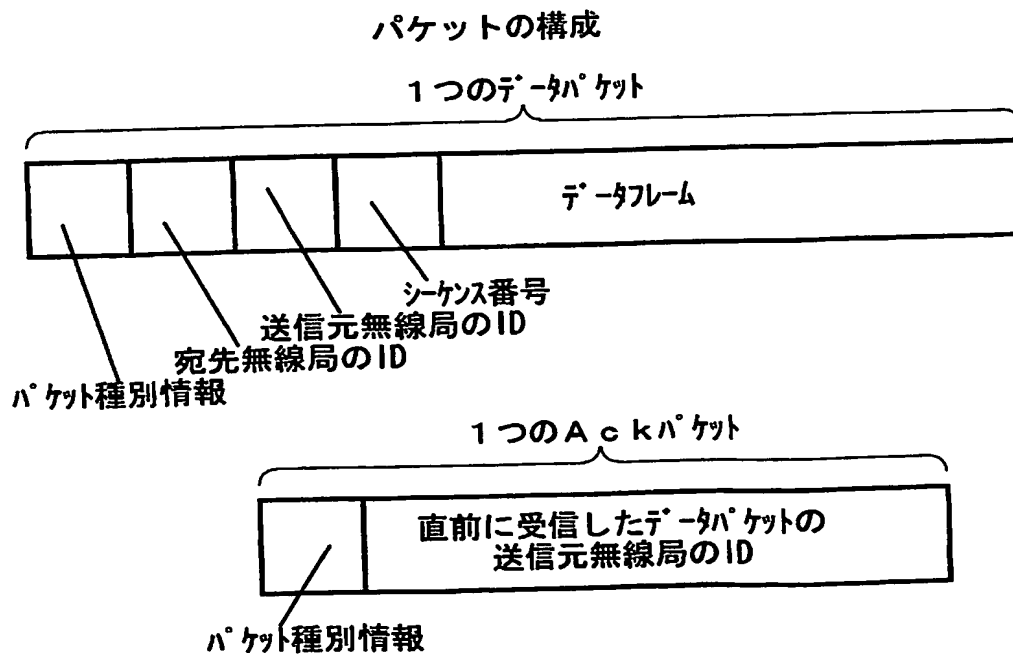 パケットの構成
1つのデータパケット
データフレーム
シーケンス番号
送信元無線局のID
宛先無線局のID
パケット種別情報
1つのAckパケット
直前に受信したデータパケットの
送信元無線局のID
パケット種別情報